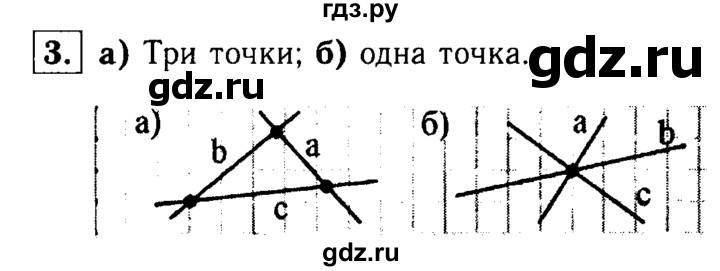 гдз.ру
3. а) Три точки; б) одна точка.
gdz.ru
gdz.ru
а) b a c
б) a b c
gdz.ru